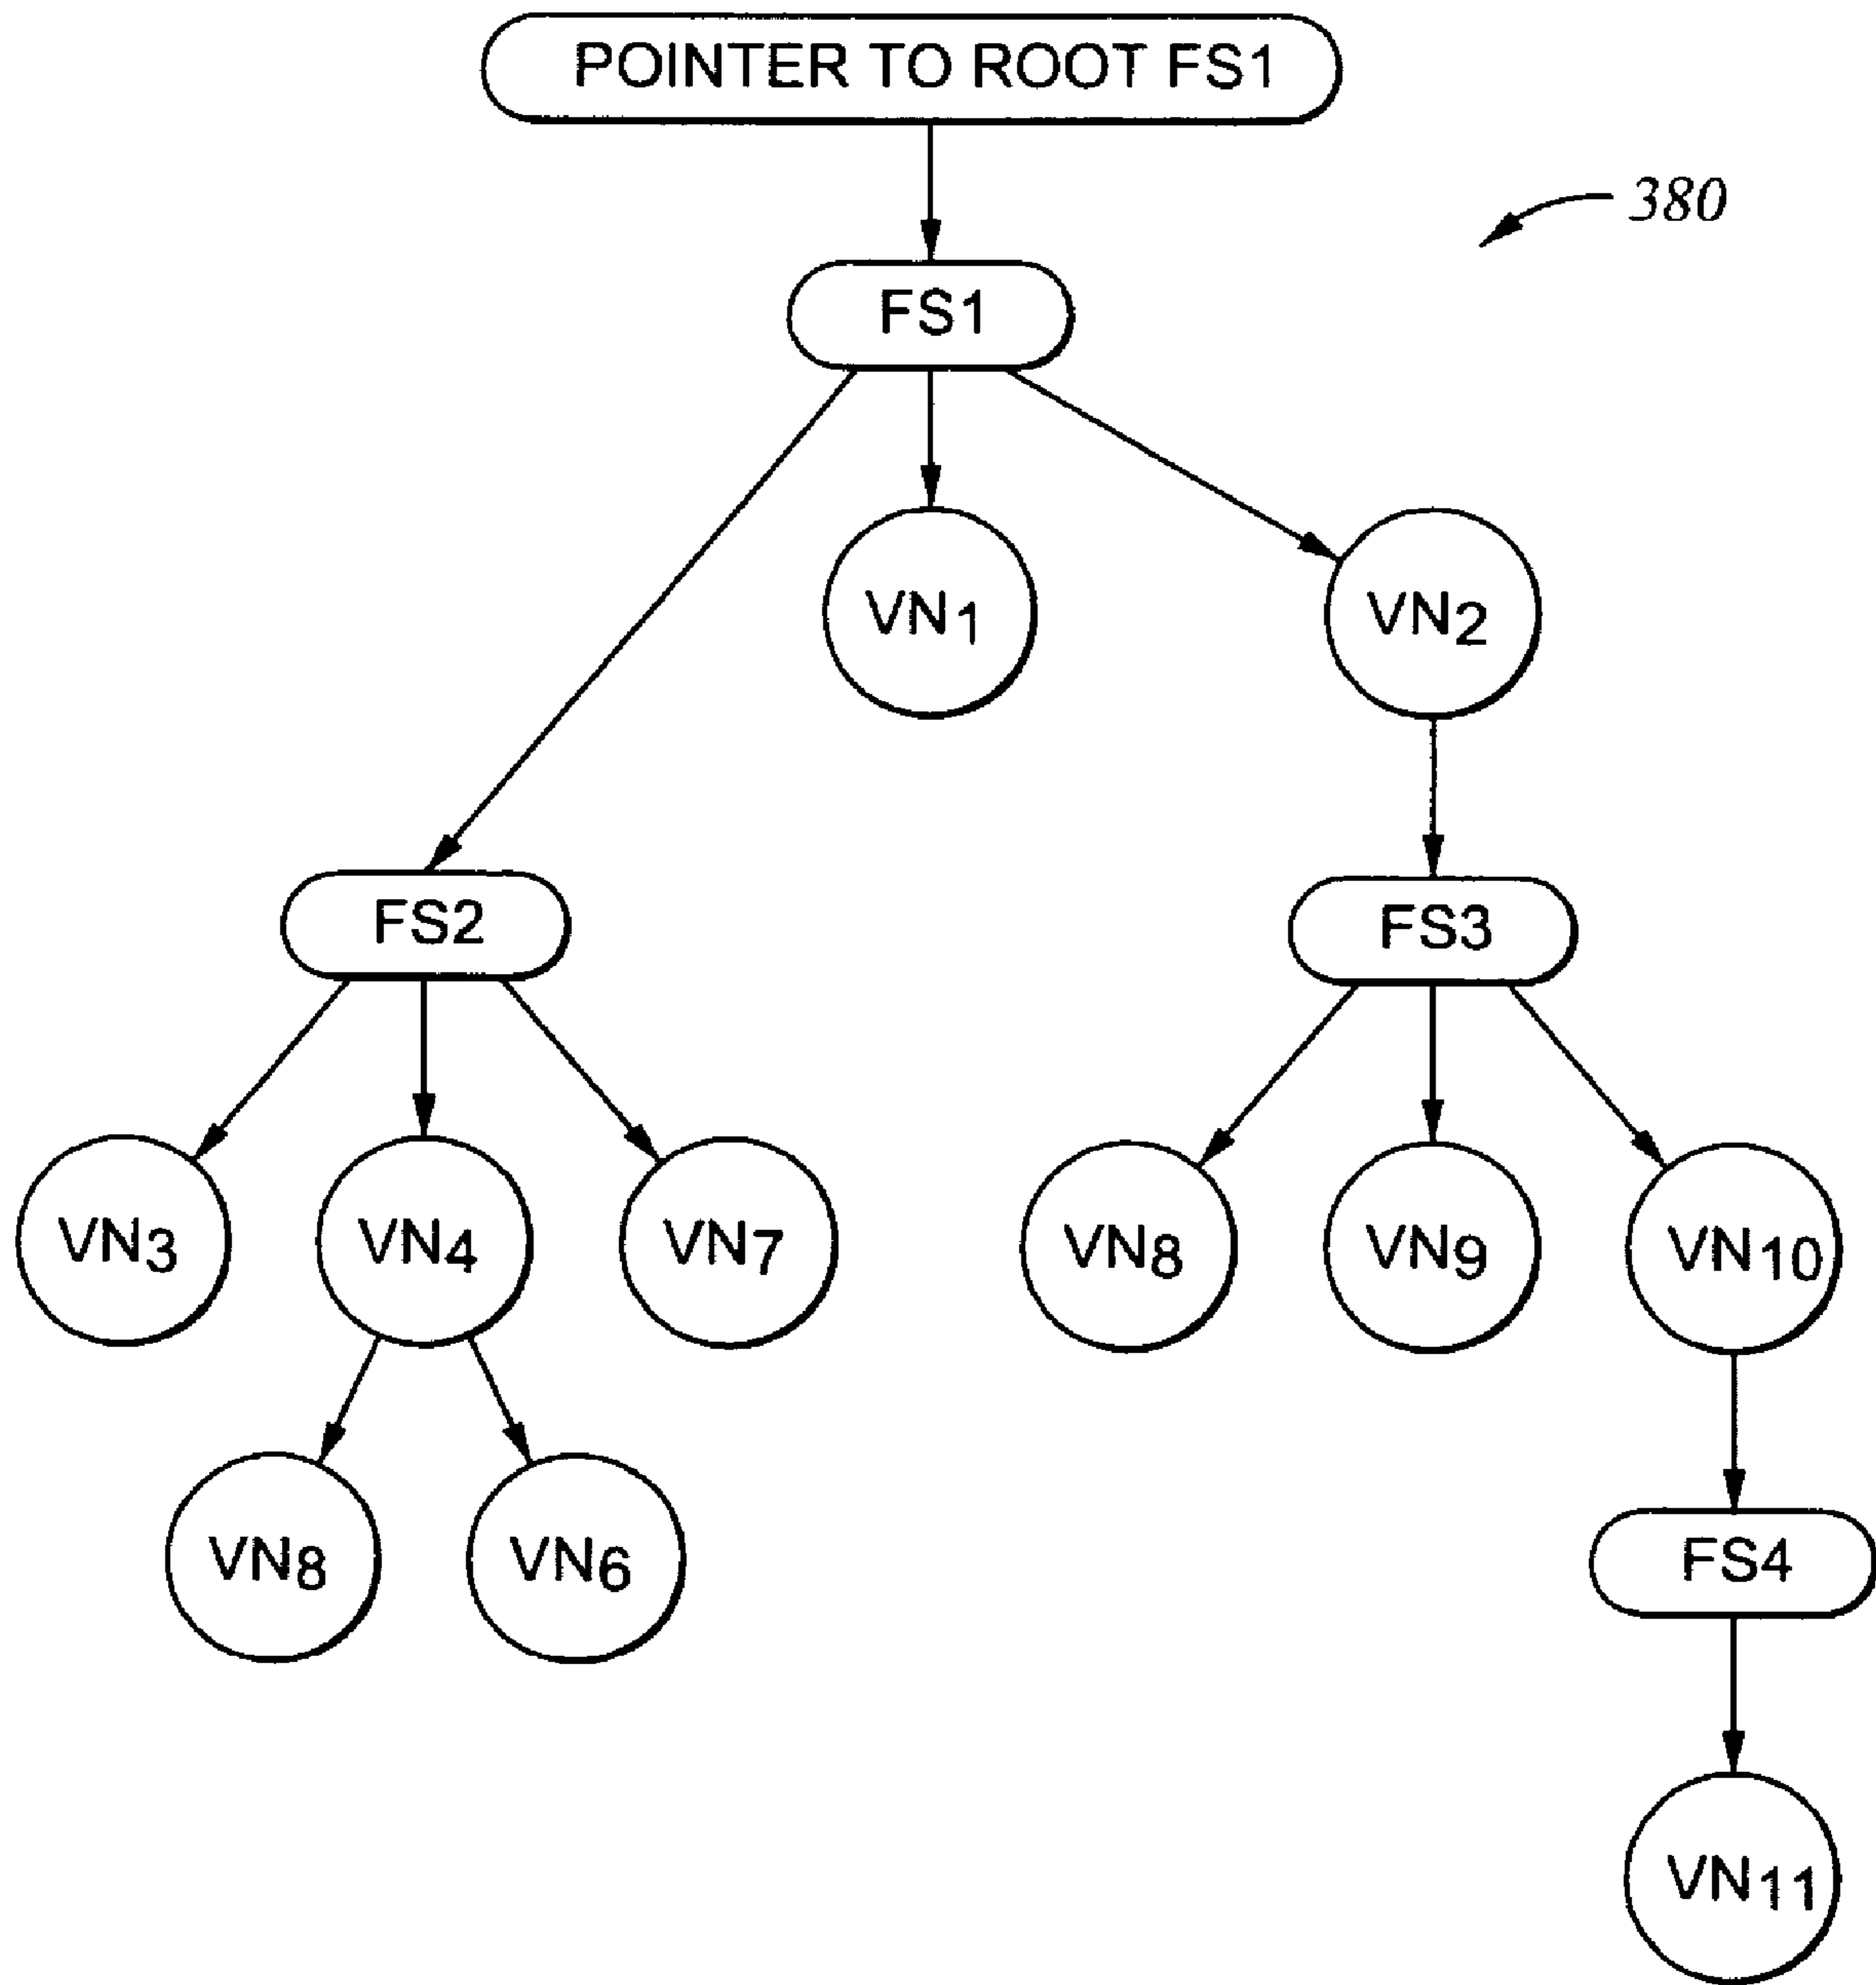 POINTER TO ROOT FS1
380
FS1
VN1
VN2
FS2
FS3
VN3
VN4
VN7
VN8
VN9
VN10
VN8
VN6
FS4
VN11